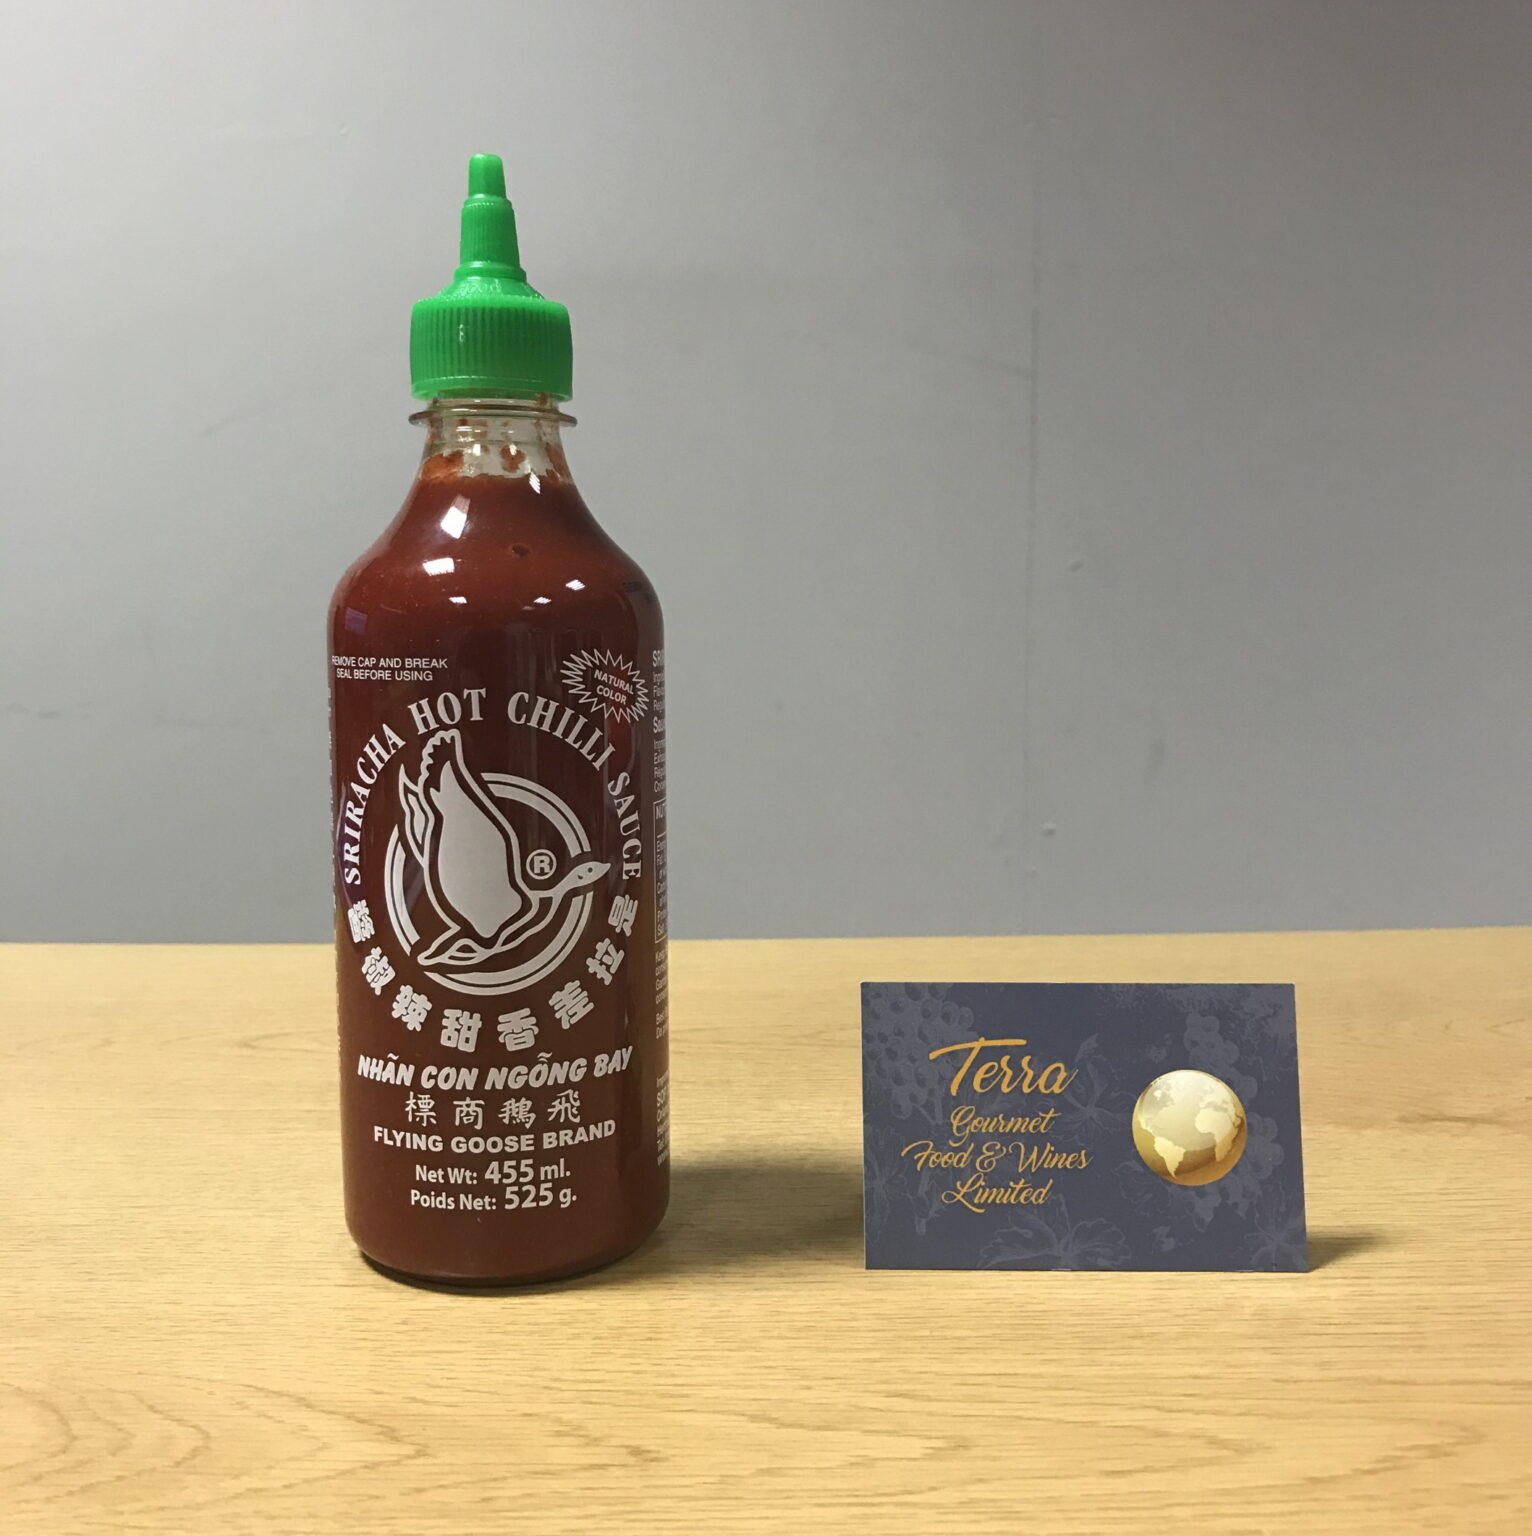 REMOVE CAP AND BREAK
SEAL BEFORE USING
NATURAL
COLOR
SRIRACHA HOT CHILLI SAUCE
®
是拉差香甜辣椒醬
NHÃN CON NGỖNG BAY
標商鵝飛
FLYING GOOSE BRAND
Net Wt: 455 ml.
Poids Net: 525 g.
Terra
Gourmet
Food & Wines
Limited